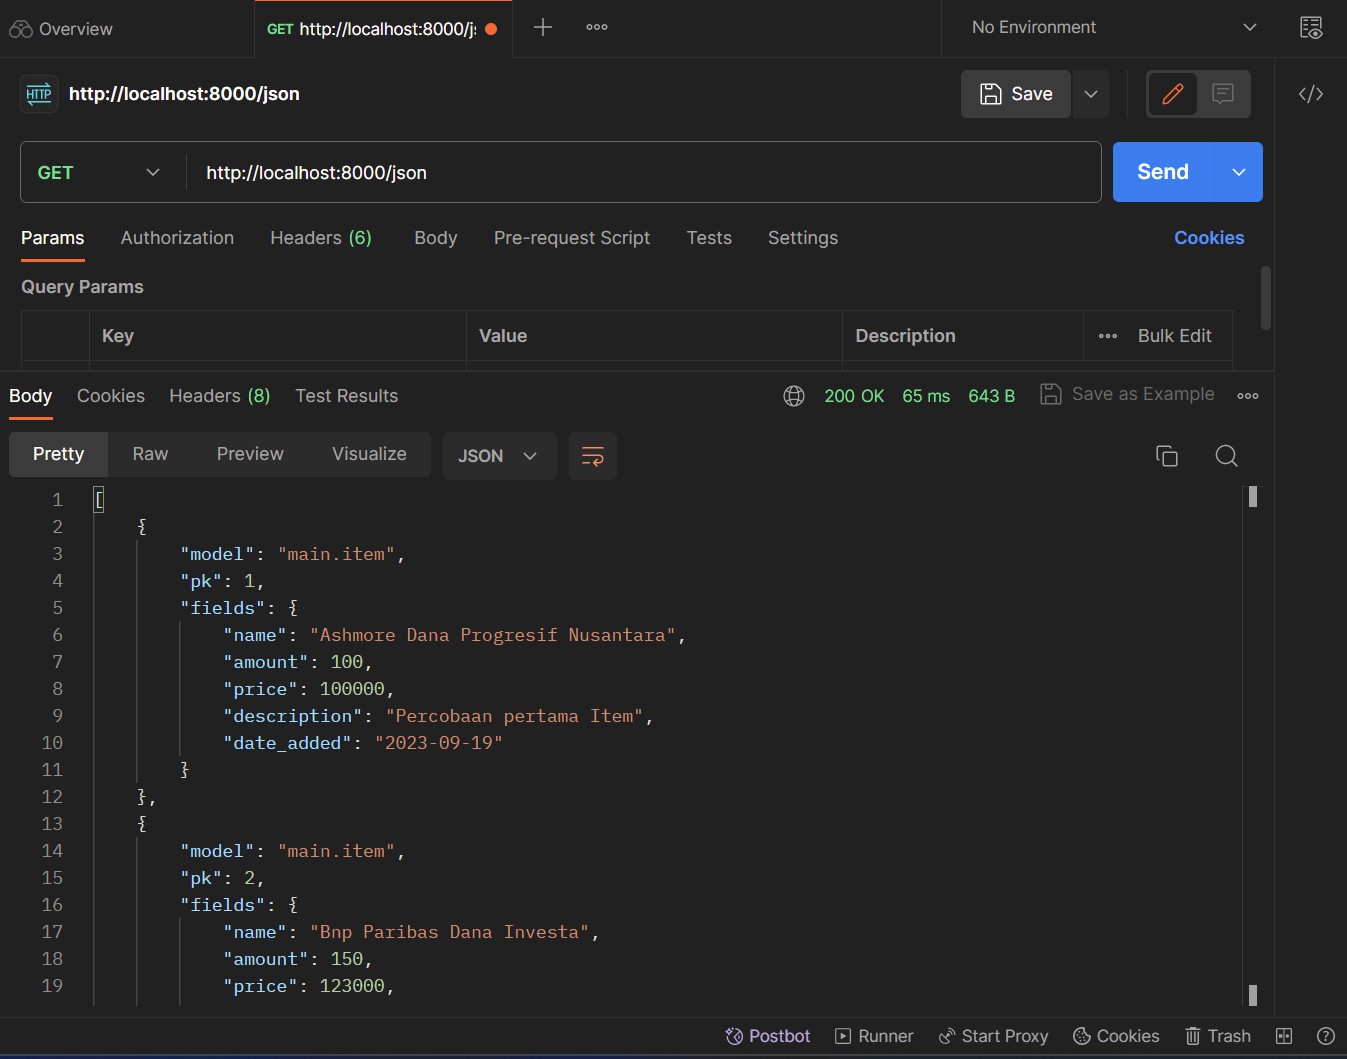 Overview
GET http://localhost:8000/j
No Environment
HTTP http://localhost:8000/json
Save
GET http://localhost:8000/json
Send
Params Authorization Headers (6) Body Pre-request Script Tests Settings Cookies
Query Params
Key Value Description Bulk Edit
Body Cookies Headers (8) Test Results 200 OK 65 ms 643 B Save as Example
Pretty Raw Preview Visualize JSON
1 [
2 {
3 "model": "main.item",
4 "pk": 1,
5 "fields": {
6 "name": "Ashmore Dana Progresif Nusantara",
7 "amount": 100,
8 "price": 100000,
9 "description": "Percobaan pertama Item",
10 "date_added": "2023-09-19"
11 }
12 },
13 {
14 "model": "main.item",
15 "pk": 2,
16 "fields": {
17 "name": "Bnp Paribas Dana Investa",
18 "amount": 150,
19 "price": 123000,
Postbot Runner Start Proxy Cookies Trash